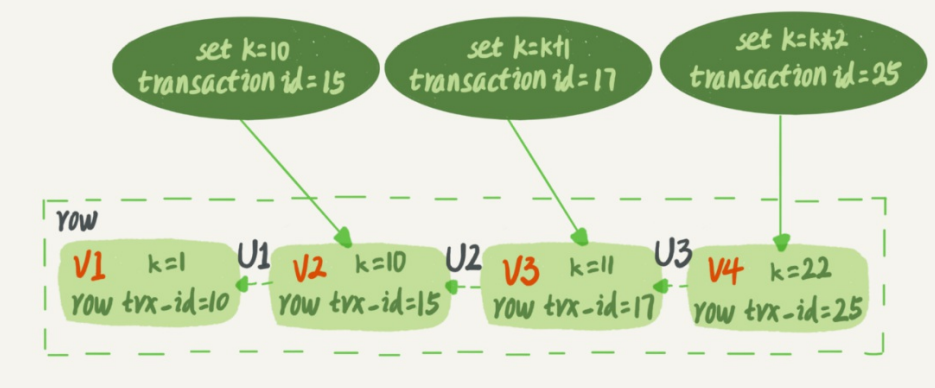 set k=10
transaction id=15
set k=k+1
transaction id=17
set k=k*2
transaction id=25
row
V1 k=1
row trx-id=10
U1
V2 k=10
row trx-id=15
U2
V3 k=11
row trx-id=17
U3
V4 k=22
row trx-id=25